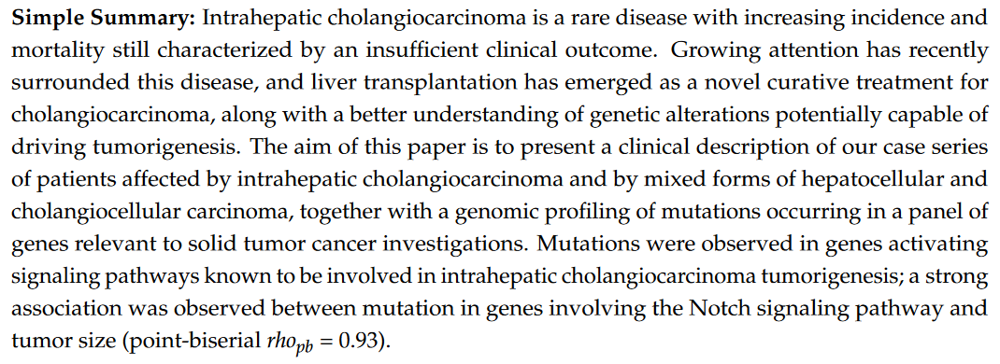 Simple Summary: Intrahepatic cholangiocarcinoma is a rare disease with increasing incidence and
mortality still characterized by an insufficient clinical outcome. Growing attention has recently
surrounded this disease, and liver transplantation has emerged as a novel curative treatment for
cholangiocarcinoma, along with a better understanding of genetic alterations potentially capable of
driving tumorigenesis. The aim of this paper is to present a clinical description of our case series
of patients affected by intrahepatic cholangiocarcinoma and by mixed forms of hepatocellular and
cholangiocellular carcinoma, together with a genomic profiling of mutations occurring in a panel of
genes relevant to solid tumor cancer investigations. Mutations were observed in genes activating
signaling pathways known to be involved in intrahepatic cholangiocarcinoma tumorigenesis; a strong
association was observed between mutation in genes involving the Notch signaling pathway and
tumor size (point-biserial rho_pb = 0.93).